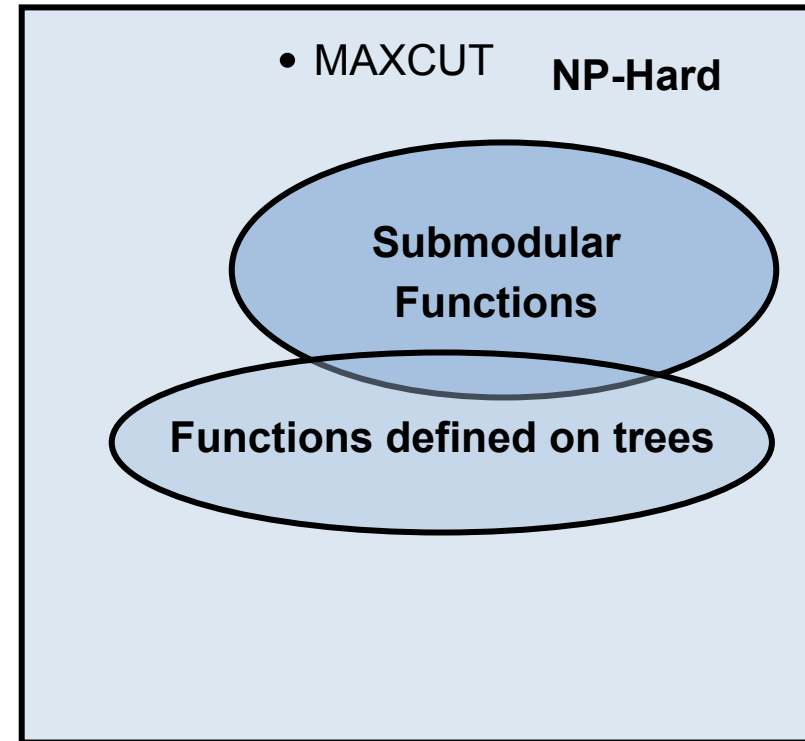 • MAXCUT
NP-Hard
Submodular
Functions
Functions defined on trees